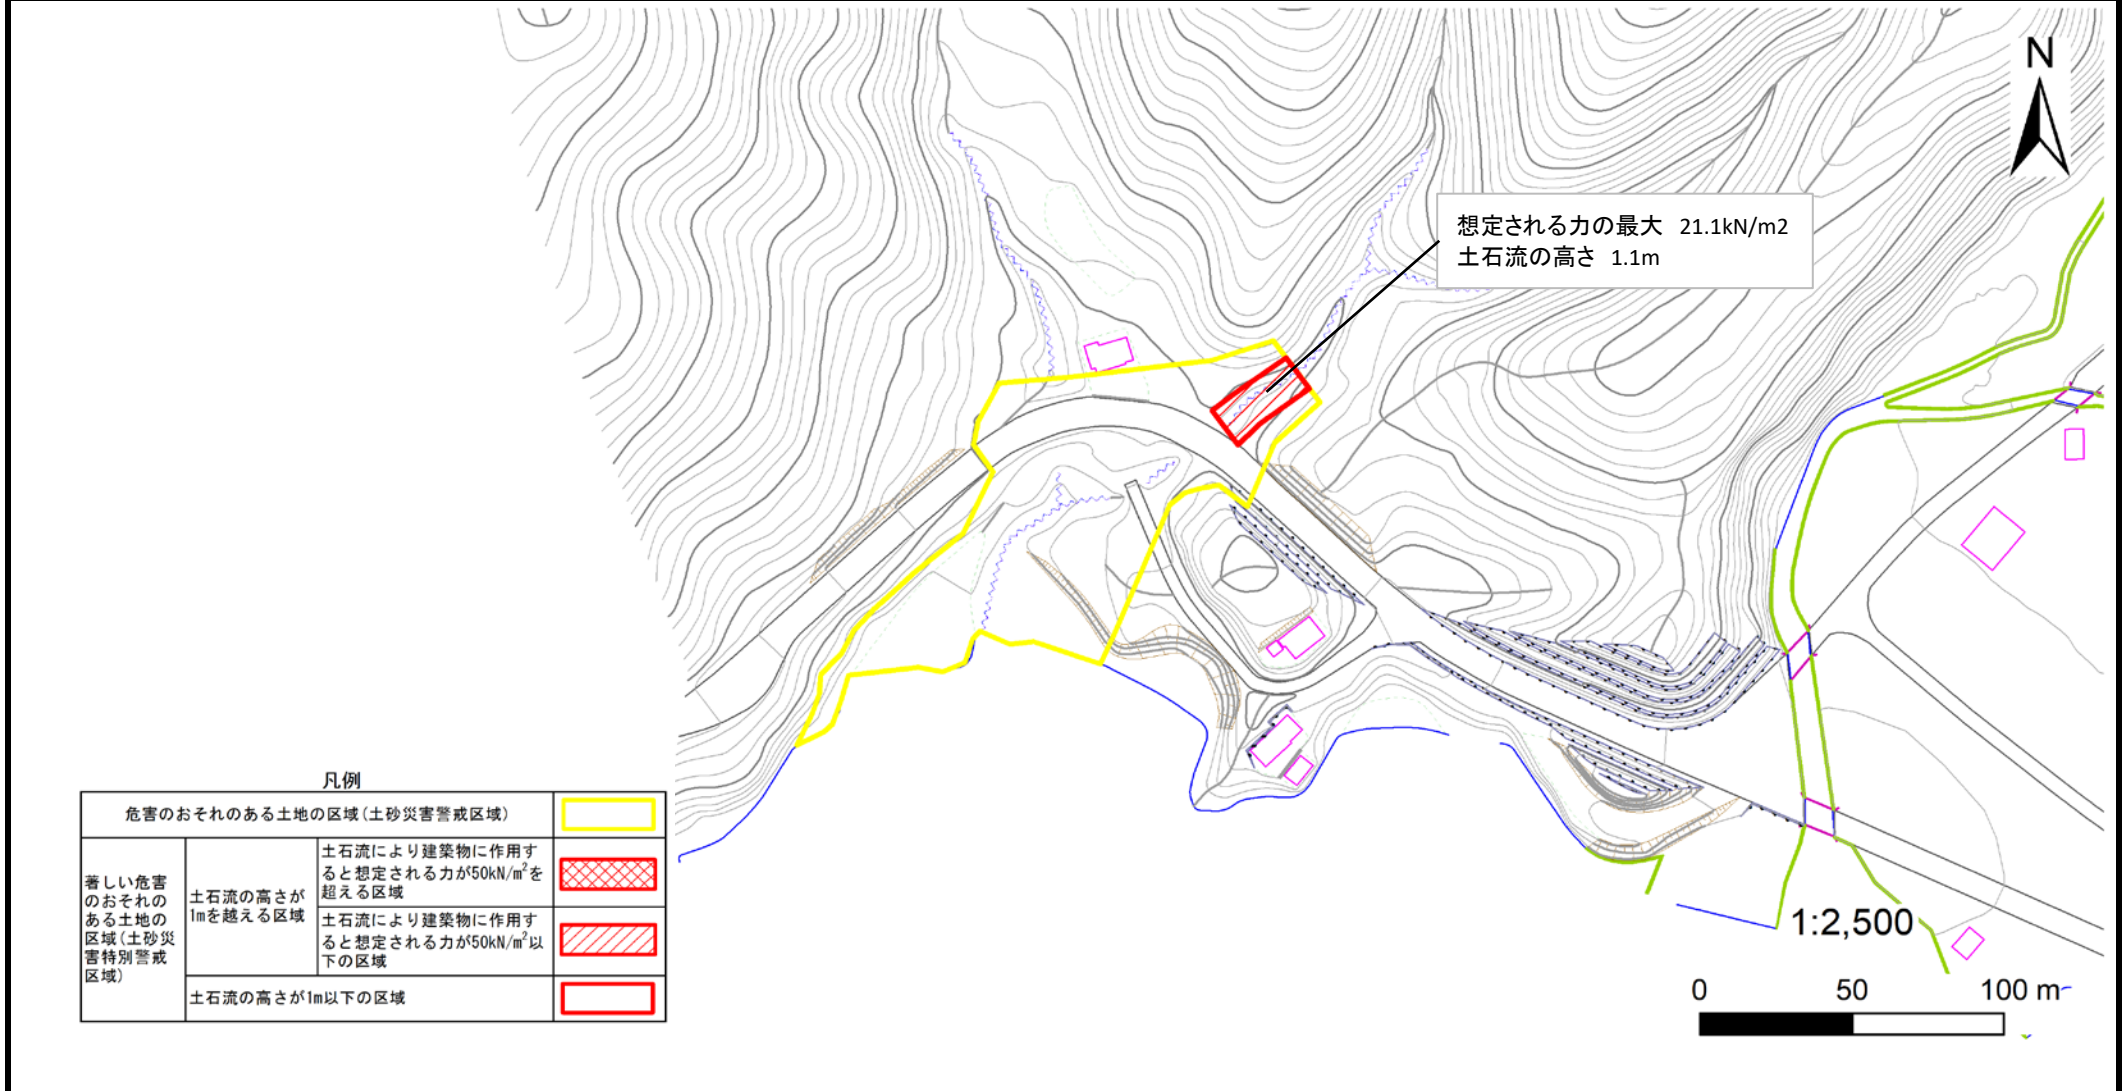 N
想定される力の最大 21.1kN/m2
土石流の高さ 1.1m
凡例
危害のおそれのある土地の区域(土砂災害警戒区域)
著しい危害
のおそれの
ある土地の
区域(土砂災
害特別警戒
区域)
土石流の高さが
1mを越える区域
土石流により建築物に作用す
ると想定される力が50kN/㎡を
超える区域
土石流により建築物に作用す
ると想定される力が50kN/㎡以
下の区域
土石流の高さが1m以下の区域
1:2,500
0 50 100 m